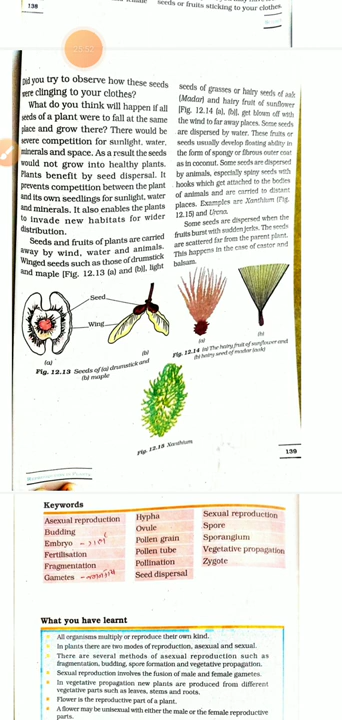 138
seeds or fruits sticking to your clothes
Did you try to observe how these seeds
were clinging to your clothes?
What do you think will happen if all
seeds of a plant were to fall at the same
place and grow there? There would be
severe competition for sunlight, water,
minerals and space. As a result the seeds
would not grow into healthy plants.
Plants benefit by seed dispersal. It
prevents competition between the plant
and its own seedlings for sunlight, water
and minerals. It also enables the plants
to invade new habitats for wider
distribution.
Seeds and fruits of plants are carried
away by wind, water and animals.
Winged seeds such as those of drumstick
and maple [Fig. 12.13 (a) and (b)], light
seeds of grasses or hairy seeds of aak
(Madar) and hairy fruit of sunflower
[Fig. 12.14 (a), (b)], get blown off with
the wind to far away places. Some seeds
are dispersed by water. These fruits or
seeds usually develop floating ability in
the form of spongy or fibrous outer coat
as in coconut. Some seeds are dispersed
by animals, especially spiny seeds with
hooks which get attached to the bodies
of animals and are carried to distant
places. Examples are Xanthium (Fig.
12.15) and Urena.
Some seeds are dispersed when the
fruits burst with sudden jerks. The seeds
are scattered far from the parent plant.
This happens in the case of castor and
balsam.
Seed
Wing
(a)
(b)
Fig. 12.13 Seeds of (a) drumstick and
(b) maple
(a)
(b)
Fig. 12.14 (a) The hairy fruit of sunflower and
(b) hairy seed of madar (aak)
Fig. 12.15 Xanthium
139
Keywords
Asexual reproduction
Budding
Embryo
Fertilisation
Fragmentation
Gametes
Hypha
Ovule
Pollen grain
Pollen tube
Pollination
Seed dispersal
Sexual reproduction
Spore
Sporangium
Vegetative propagation
Zygote
What you have learnt
All organisms multiply or reproduce their own kind.
In plants there are two modes of reproduction, asexual and sexual.
There are several methods of asexual reproduction such as
fragmentation, budding, spore formation and vegetative propagation.
Sexual reproduction involves the fusion of male and female gametes.
In vegetative propagation new plants are produced from different
vegetative parts such as leaves, stems and roots.
Flower is the reproductive part of a plant.
A flower may be unisexual with either the male or the female reproductive
parts.